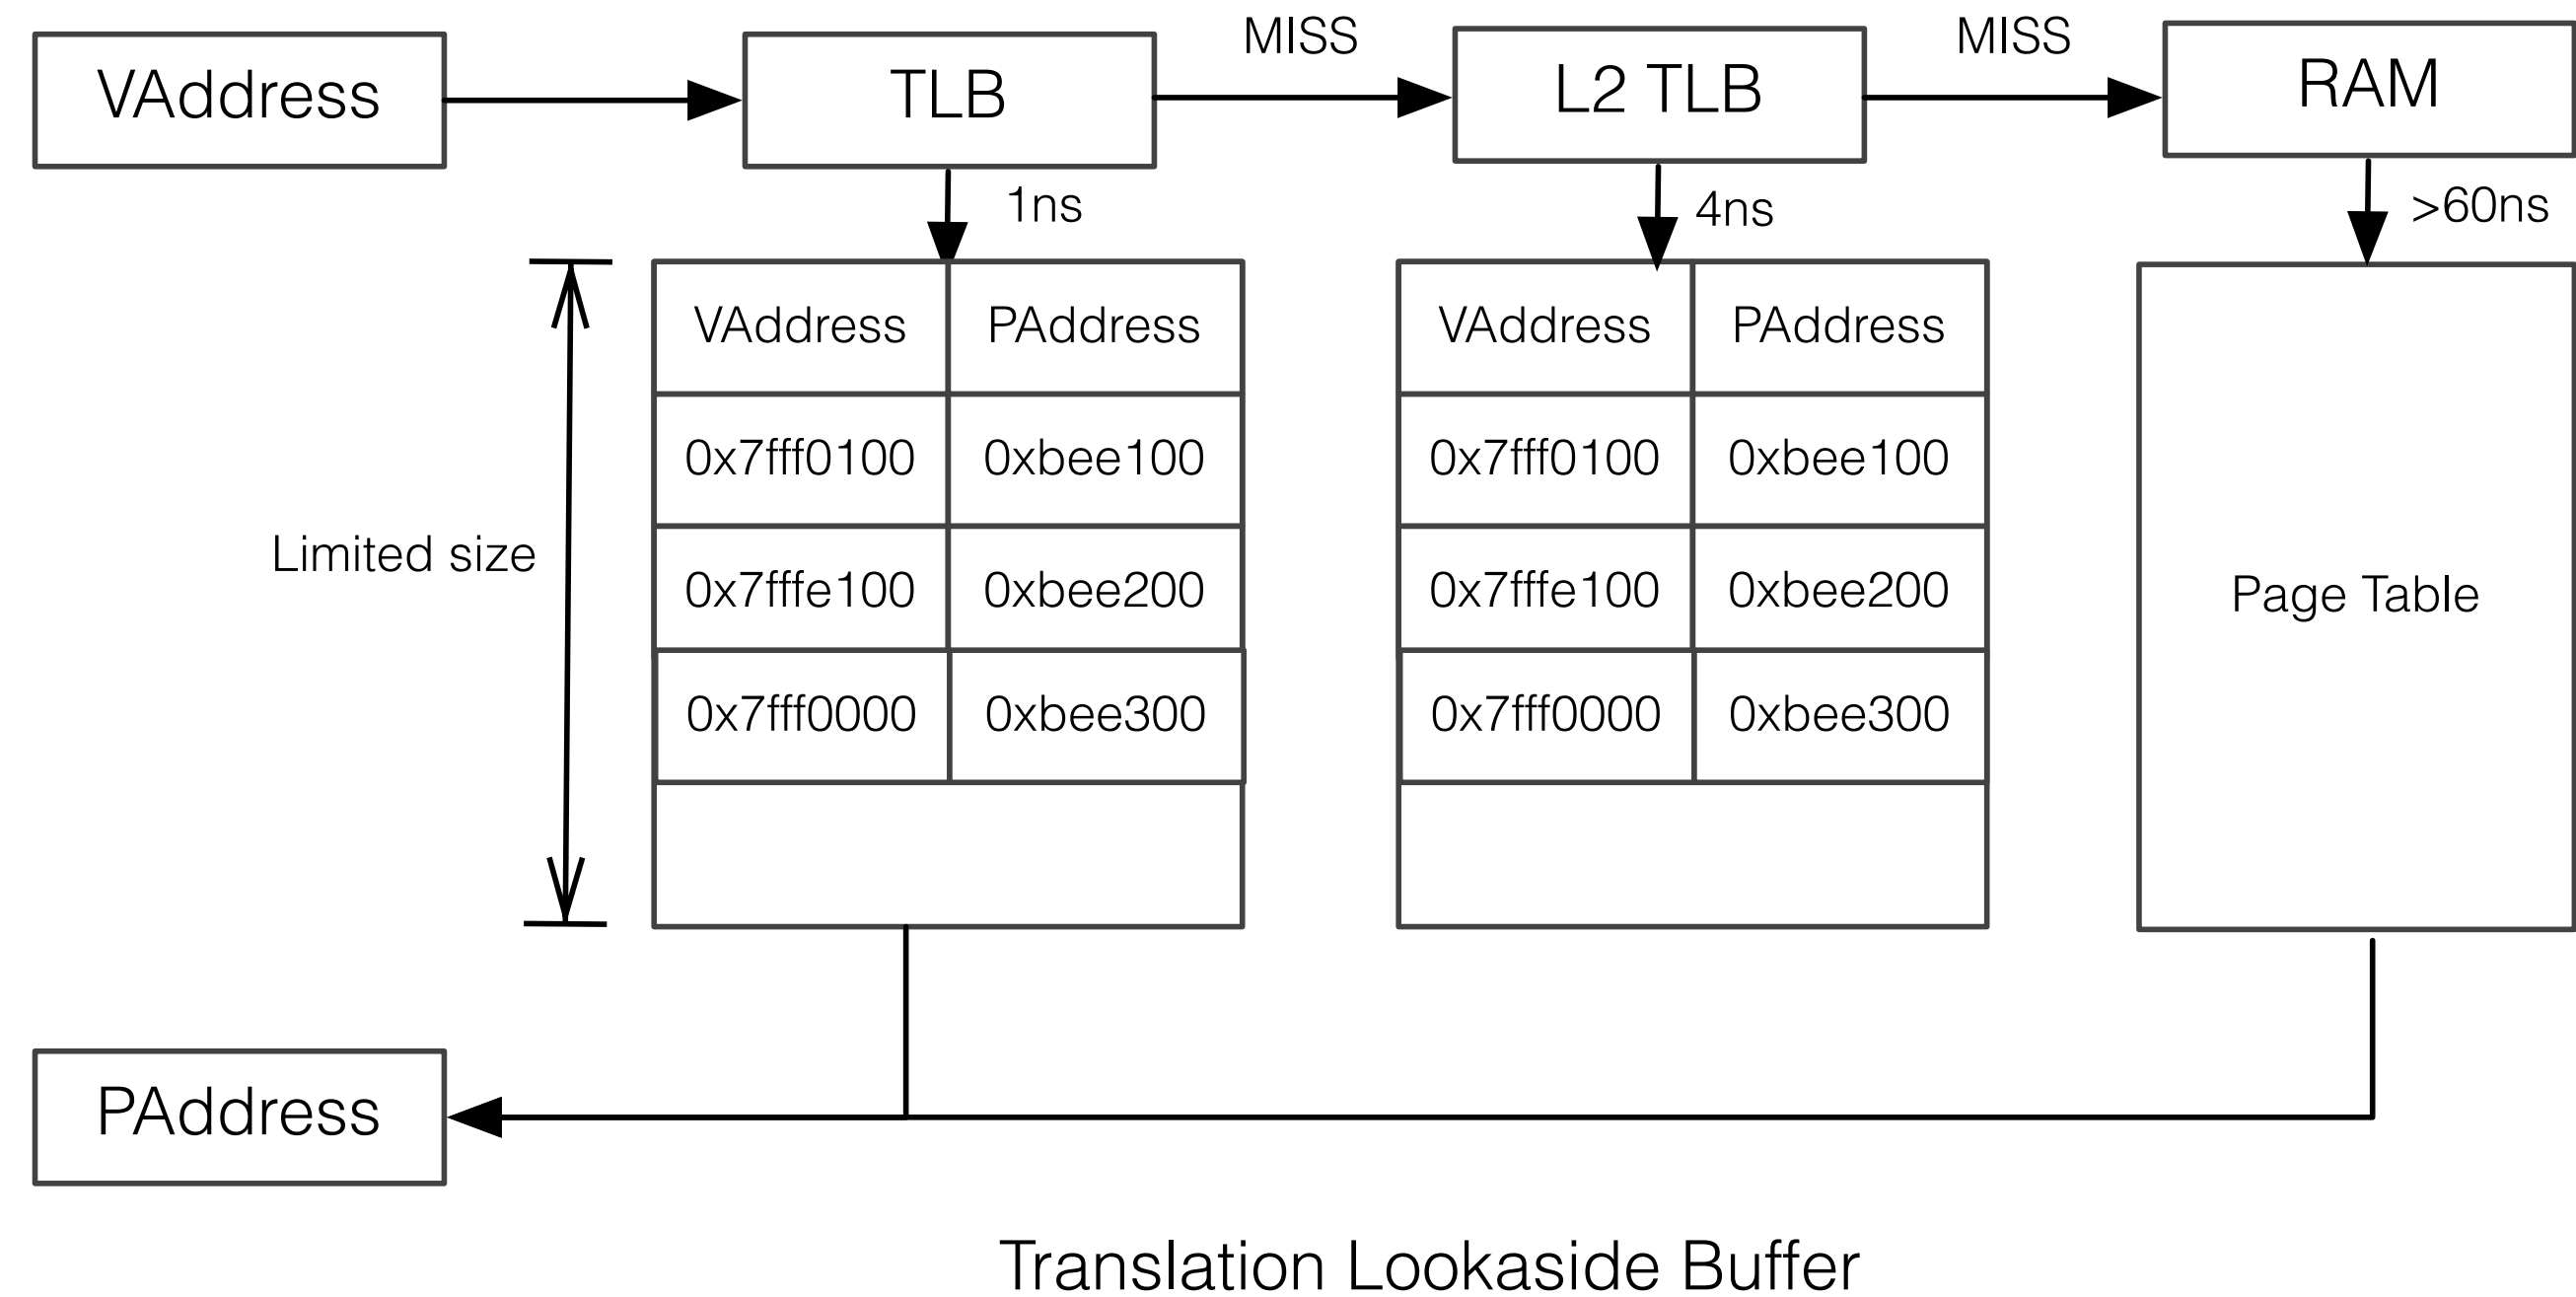 VAddress
TLB
MISS
L2 TLB
MISS
RAM
1ns
4ns
>60ns
VAddress PAddress
0x7fff0100 0xbee100
0x7fffe100 0xbee200
0x7fff0000 0xbee300
VAddress PAddress
0x7fff0100 0xbee100
0x7fffe100 0xbee200
0x7fff0000 0xbee300
Limited size
Page Table
PAddress
Translation Lookaside Buffer